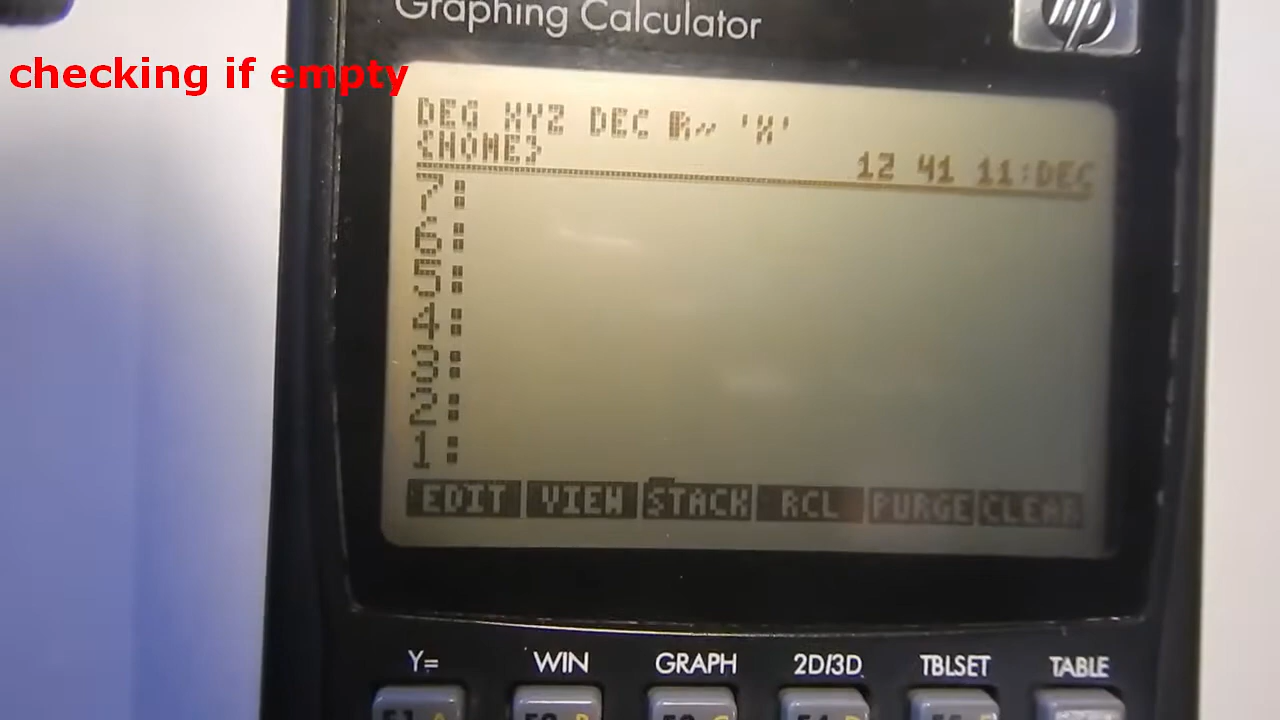 Graphing Calculator
hp
checking if empty
DEG XYZ DEC R~ 'X'
{HOME}
12 41 11:DEC
7:
6:
5:
4:
3:
2:
1:
EDIT VIEW STACK RCL PURGE CLEAR
Y= WIN GRAPH 2D/3D TBLSET TABLE